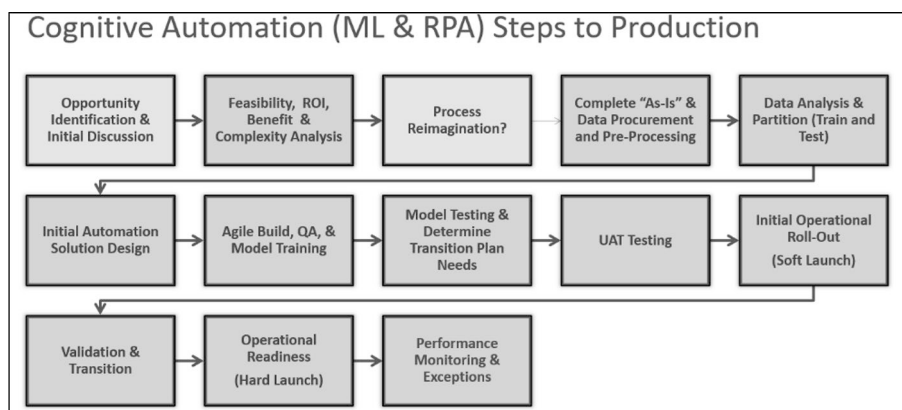 Cognitive Automation (ML & RPA) Steps to Production
Opportunity
Identification &
Initial Discussion
Feasibility, ROI,
Benefit &
Complexity Analysis
Process
Reimagination?
Complete “As-Is” &
Data Procurement
and Pre-Processing
Data Analysis &
Partition (Train and
Test)
Initial Automation
Solution Design
Agile Build, QA, &
Model Training
Model Testing &
Determine
Transition Plan
Needs
UAT Testing
Initial Operational
Roll-Out
(Soft Launch)
Validation &
Transition
Operational
Readiness
(Hard Launch)
Performance
Monitoring &
Exceptions